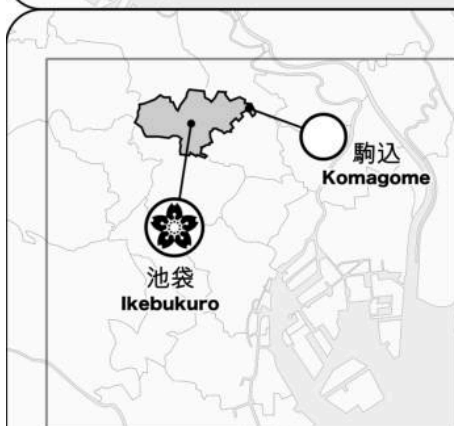 駒込
Komagome
池袋
Ikebukuro